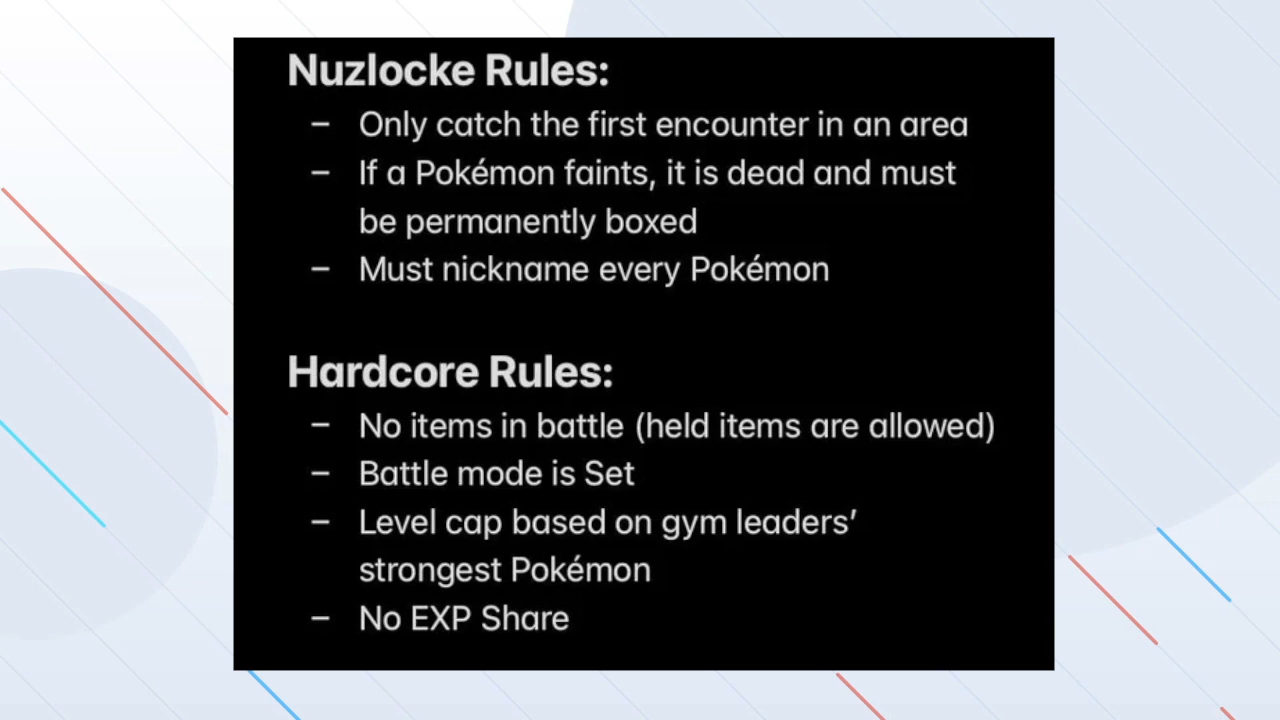 Nuzlocke Rules:
– Only catch the first encounter in an area
– If a Pokémon faints, it is dead and must
be permanently boxed
– Must nickname every Pokémon
Hardcore Rules:
– No items in battle (held items are allowed)
– Battle mode is Set
– Level cap based on gym leaders’
strongest Pokémon
– No EXP Share